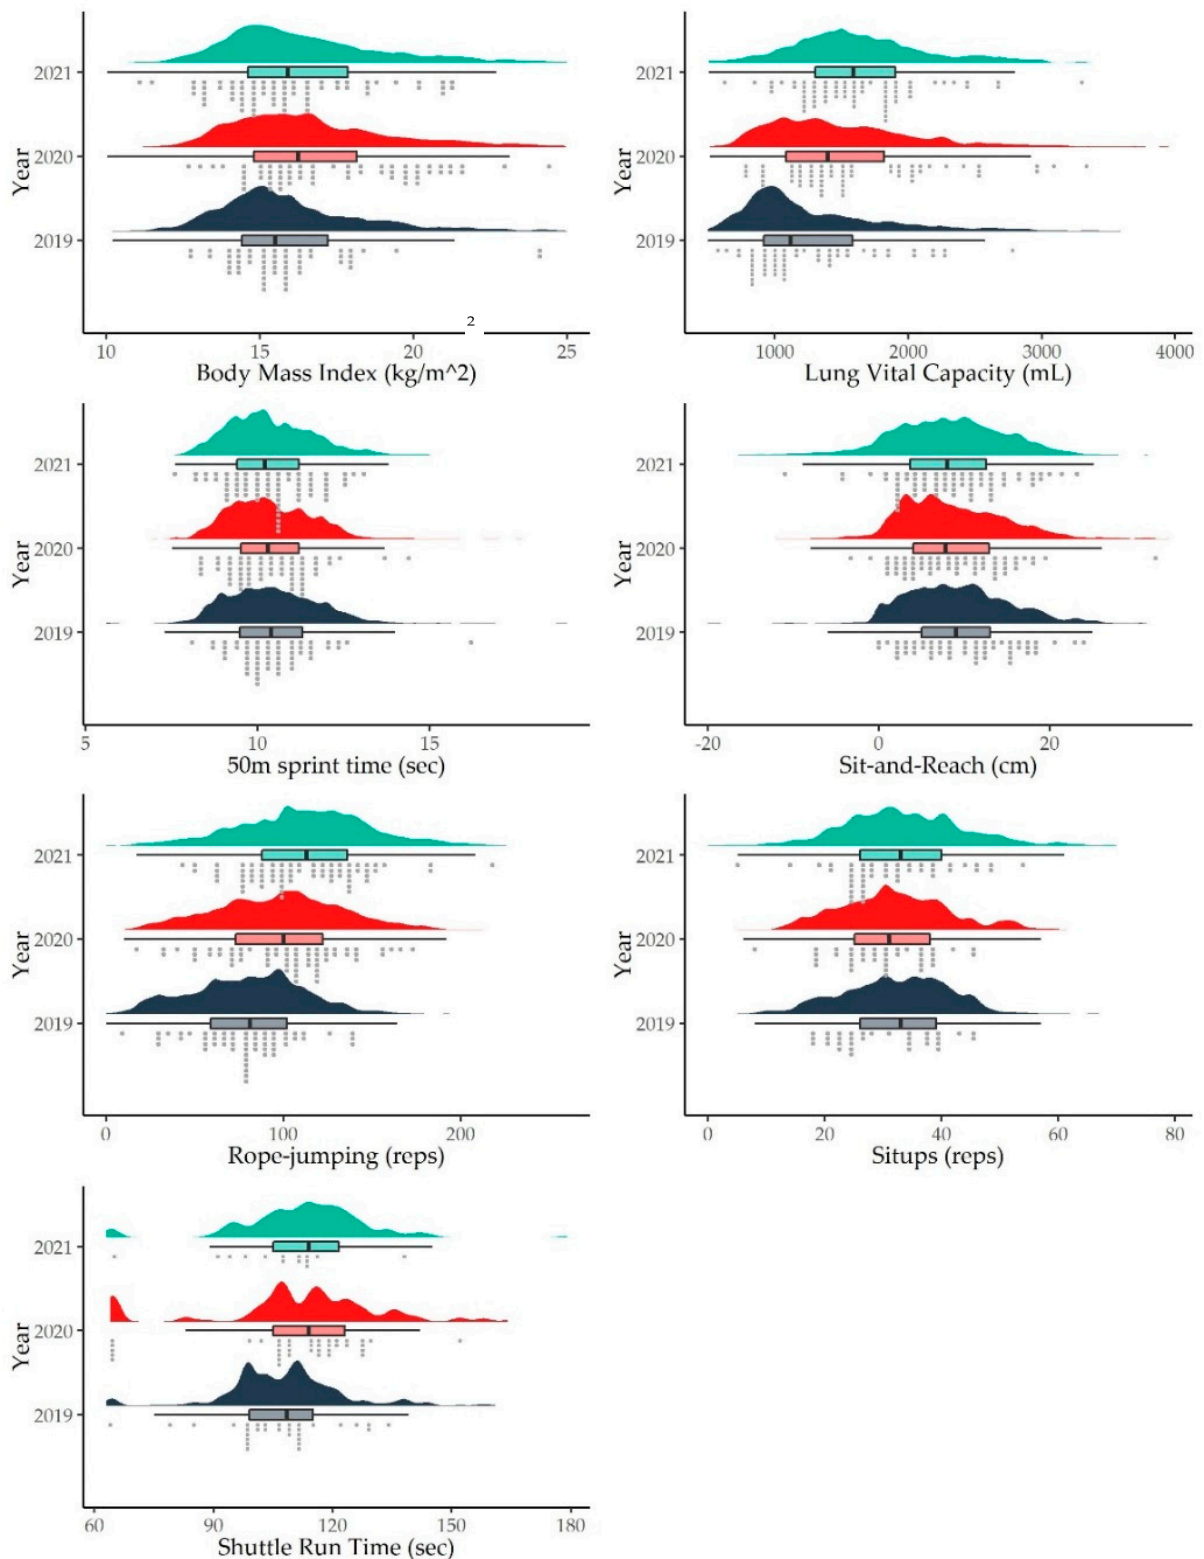 2021
2020
2019
Year
10 15 20 25
2
Body Mass Index (kg/m^2)
2021
2020
2019
Year
1000 2000 3000 4000
Lung Vital Capacity (mL)
2021
2020
2019
Year
5 10 15
50m sprint time (sec)
2021
2020
2019
Year
-20 0 20
Sit-and-Reach (cm)
2021
2020
2019
Year
0 100 200
Rope-jumping (reps)
2021
2020
2019
Year
0 20 40 60 80
Situps (reps)
2021
2020
2019
Year
60 90 120 150 180
Shuttle Run Time (sec)